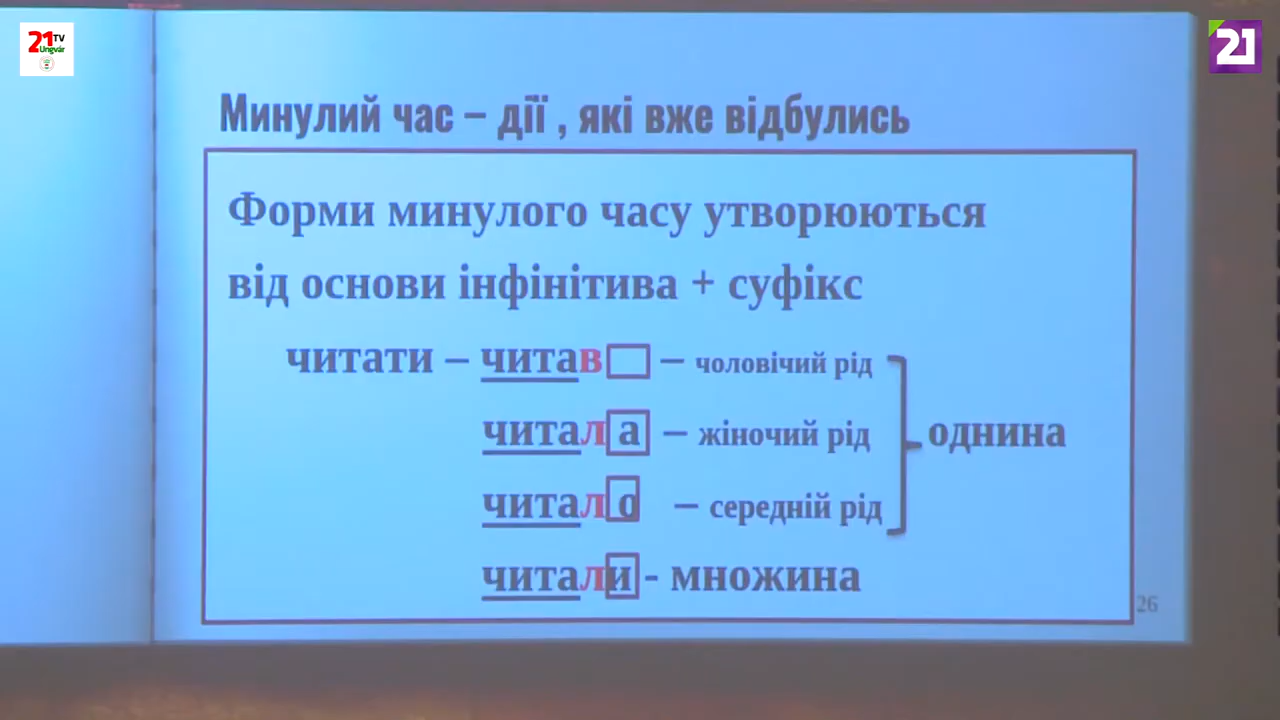 21 TV
Ungvár
21
Минулий час – дії , які вже відбулись
Форми минулого часу утворюються
від основи інфінітива + суфікс
читати – читав – чоловічий рід
читала – жіночий рід
однина
читало – середній рід
читали - множина
26